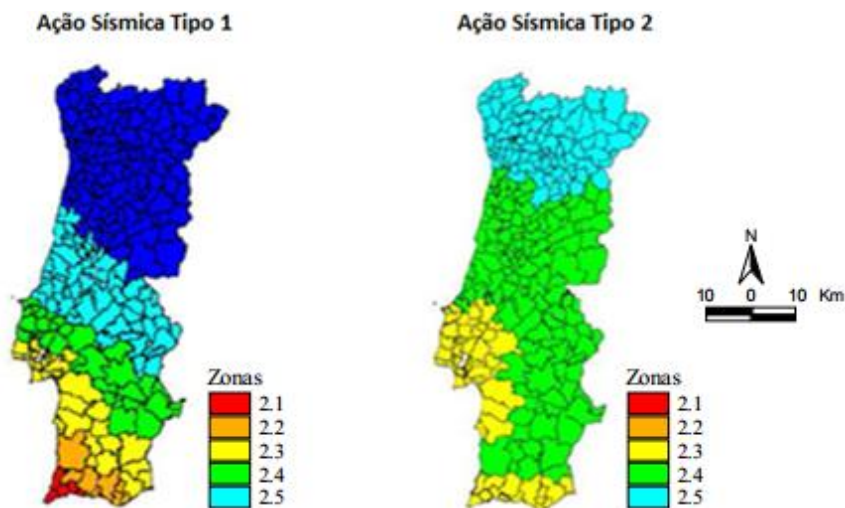 Ação Sísmica Tipo 1
Ação Sísmica Tipo 2
N
10 0 10 Km
Zonas
2.1
2.2
2.3
2.4
2.5
Zonas
2.1
2.2
2.3
2.4
2.5